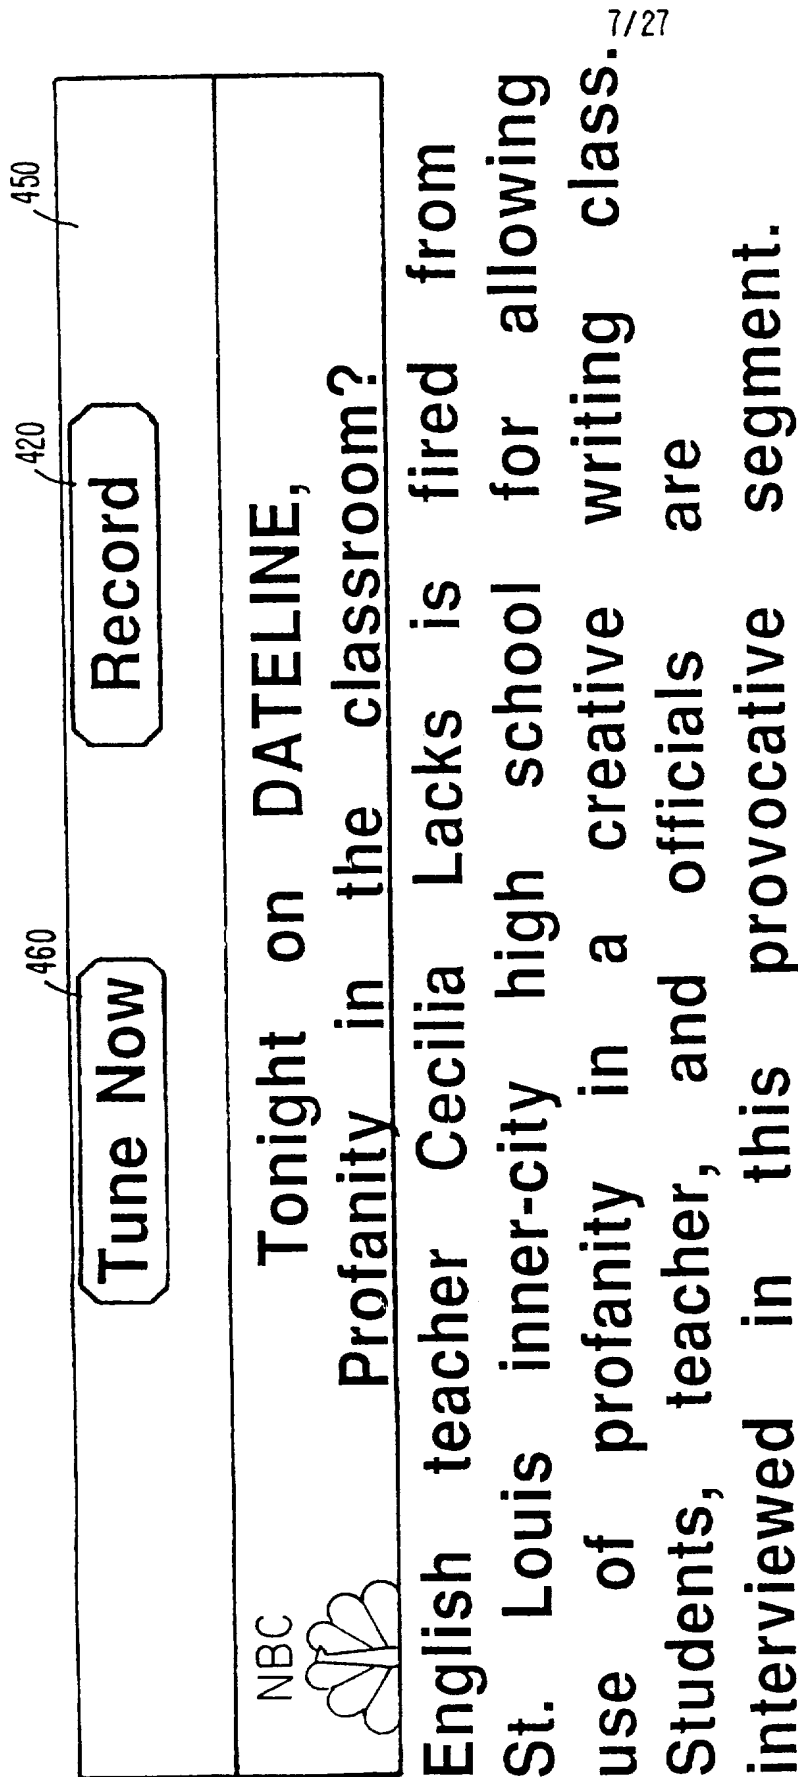 7/27
450
460
420
Tune Now
Record
NBC
Tonight on DATELINE,
Profanity in the classroom?
English teacher Cecilia Lacks is fired from
St. Louis inner-city high school for allowing
use of profanity in a creative writing class.
Students, teacher, and officials are
interviewed in this provocative segment.